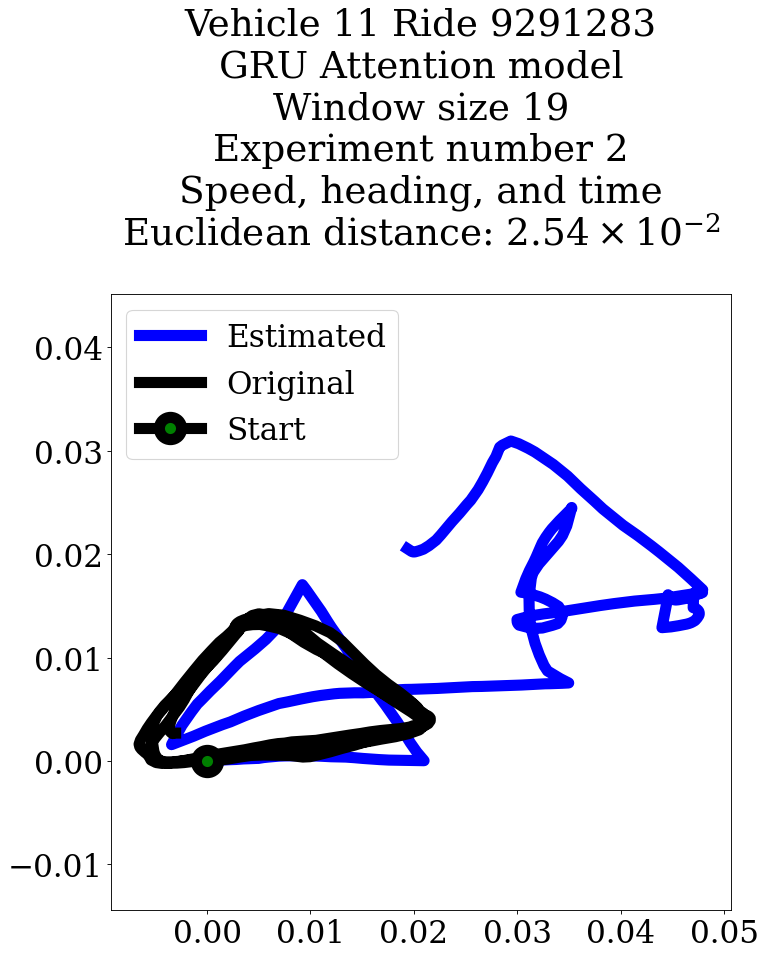 Vehicle 11 Ride 9291283
GRU Attention model
Window size 19
Experiment number 2
Speed, heading, and time
Euclidean distance: 2.54 × 10⁻²
Estimated
Original
Start
0.04
0.03
0.02
0.01
0.00
−0.01
0.00 0.01 0.02 0.03 0.04 0.05